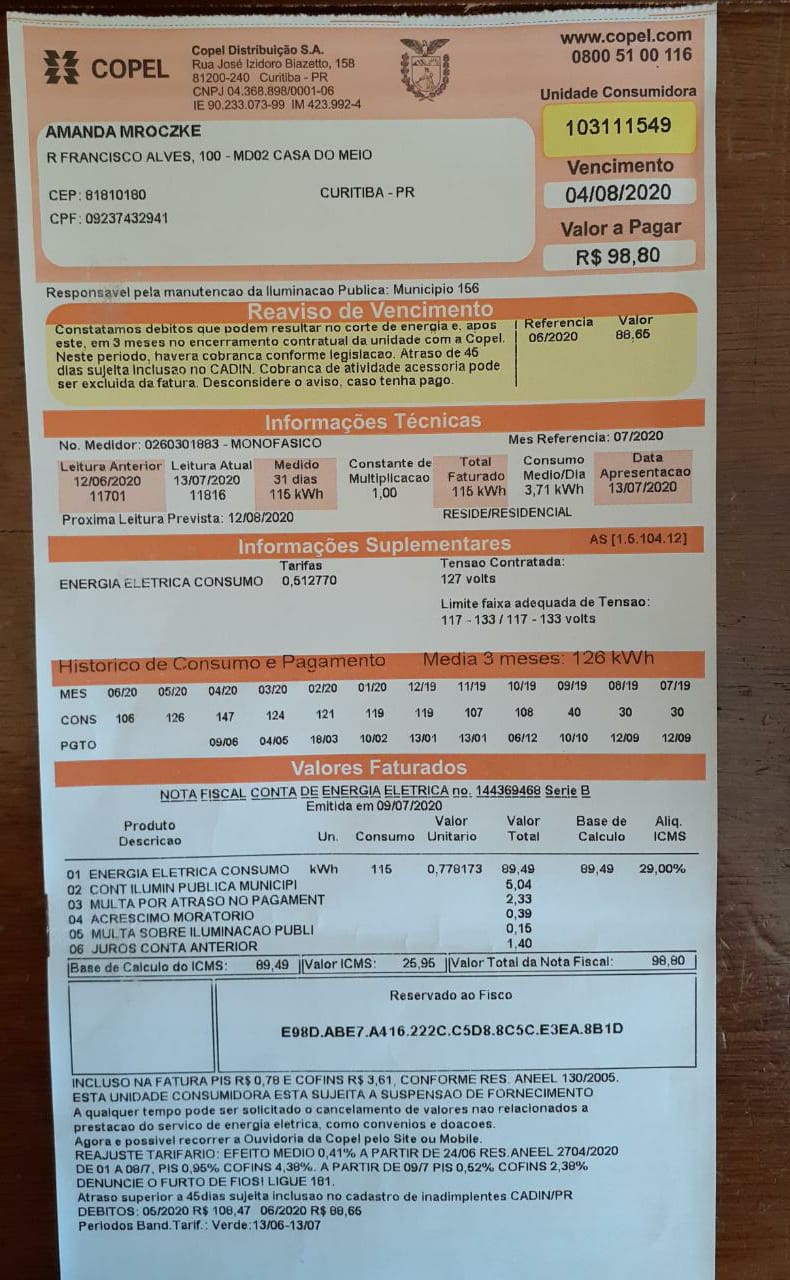 COPEL
Copel Distribuição S.A.
Rua José Izidoro Biazetto, 158
81200-240 Curitiba - PR
CNPJ 04.368.898/0001-06
IE 90.233.073-99 IM 423.992-4
www.copel.com
0800 51 00 116
Unidade Consumidora
103111549
AMANDA MROCZKE
R FRANCISCO ALVES, 100 - MD02 CASA DO MEIO
CEP: 81810180 CURITIBA - PR
CPF: 09237432941
Vencimento
04/08/2020
Valor a Pagar
R$ 98,80
Responsavel pela manutencao da Iluminacao Publica: Municipio 156
Reaviso de Vencimento
Constatamos debitos que podem resultar no corte de energia e, apos
este, em 3 meses no encerramento contratual da unidade com a Copel.
Neste periodo, havera cobranca conforme legislacao. Atraso de 45
dias sujeita inclusao no CADIN. Cobranca de atividade acessoria pode
ser excluida da fatura. Desconsidere o aviso, caso tenha pago.
Referencia Valor
06/2020 88,65
Informações Técnicas
No. Medidor: 0260301883 - MONOFASICO Mes Referencia: 07/2020
Leitura Anterior Leitura Atual Medido Constante de Total Consumo Data
12/06/2020 13/07/2020 31 dias Multiplicacao Faturado Medio/Dia Apresentacao
11701 11816 115 kWh 1,00 115 kWh 3,71 kWh 13/07/2020
Proxima Leitura Prevista: 12/08/2020 RESIDE/RESIDENCIAL
Informações Suplementares AS [1.5.104.12]
Tarifas Tensao Contratada:
ENERGIA ELETRICA CONSUMO 0,512770 127 volts
Limite faixa adequada de Tensao:
117 - 133 / 117 - 133 volts
Historico de Consumo e Pagamento Media 3 meses: 126 kWh
MES 06/20 05/20 04/20 03/20 02/20 01/20 12/19 11/19 10/19 09/19 08/19 07/19
CONS 106 126 147 124 121 119 119 107 108 40 30 30
PGTO 09/06 04/05 18/03 10/02 13/01 13/01 06/12 10/10 12/09 12/09
Valores Faturados
NOTA FISCAL CONTA DE ENERGIA ELETRICA no. 144369468 Serie B
Emitida em 09/07/2020
Produto Valor Valor Base de Aliq.
Descricao Un. Consumo Unitario Total Calculo ICMS
01 ENERGIA ELETRICA CONSUMO kWh 115 0,778173 89,49 89,49 29,00%
02 CONT ILUMIN PUBLICA MUNICIPI 5,04
03 MULTA POR ATRASO NO PAGAMENT 2,33
04 ACRESCIMO MORATORIO 0,39
05 MULTA SOBRE ILUMINACAO PUBLI 0,15
06 JUROS CONTA ANTERIOR 1,40
Base de Calculo do ICMS: 89,49 Valor ICMS: 25,95 Valor Total da Nota Fiscal: 98,80
Reservado ao Fisco
E98D.ABE7.A416.222C.C5D8.8C5C.E3EA.8B1D
INCLUSO NA FATURA PIS R$ 0,78 E COFINS R$ 3,61, CONFORME RES. ANEEL 130/2005.
ESTA UNIDADE CONSUMIDORA ESTA SUJEITA A SUSPENSAO DE FORNECIMENTO
A qualquer tempo pode ser solicitado o cancelamento de valores nao relacionados a
prestacao do servico de energia eletrica, como convenios e doacoes.
Agora e possivel recorrer a Ouvidoria da Copel pelo Site ou Mobile.
REAJUSTE TARIFARIO: EFEITO MEDIO 0,41% A PARTIR DE 24/06 RES.ANEEL 2704/2020
DE 01 A 08/7, PIS 0,95% COFINS 4,38%. A PARTIR DE 09/7 PIS 0,52% COFINS 2,38%
DENUNCIE O FURTO DE FIOS! LIGUE 181.
Atraso superior a 45dias sujeita inclusao no cadastro de inadimplentes CADIN/PR
DEBITOS: 05/2020 R$ 108,47 06/2020 R$ 88,65
Periodos Band.Tarif.: Verde:13/06-13/07